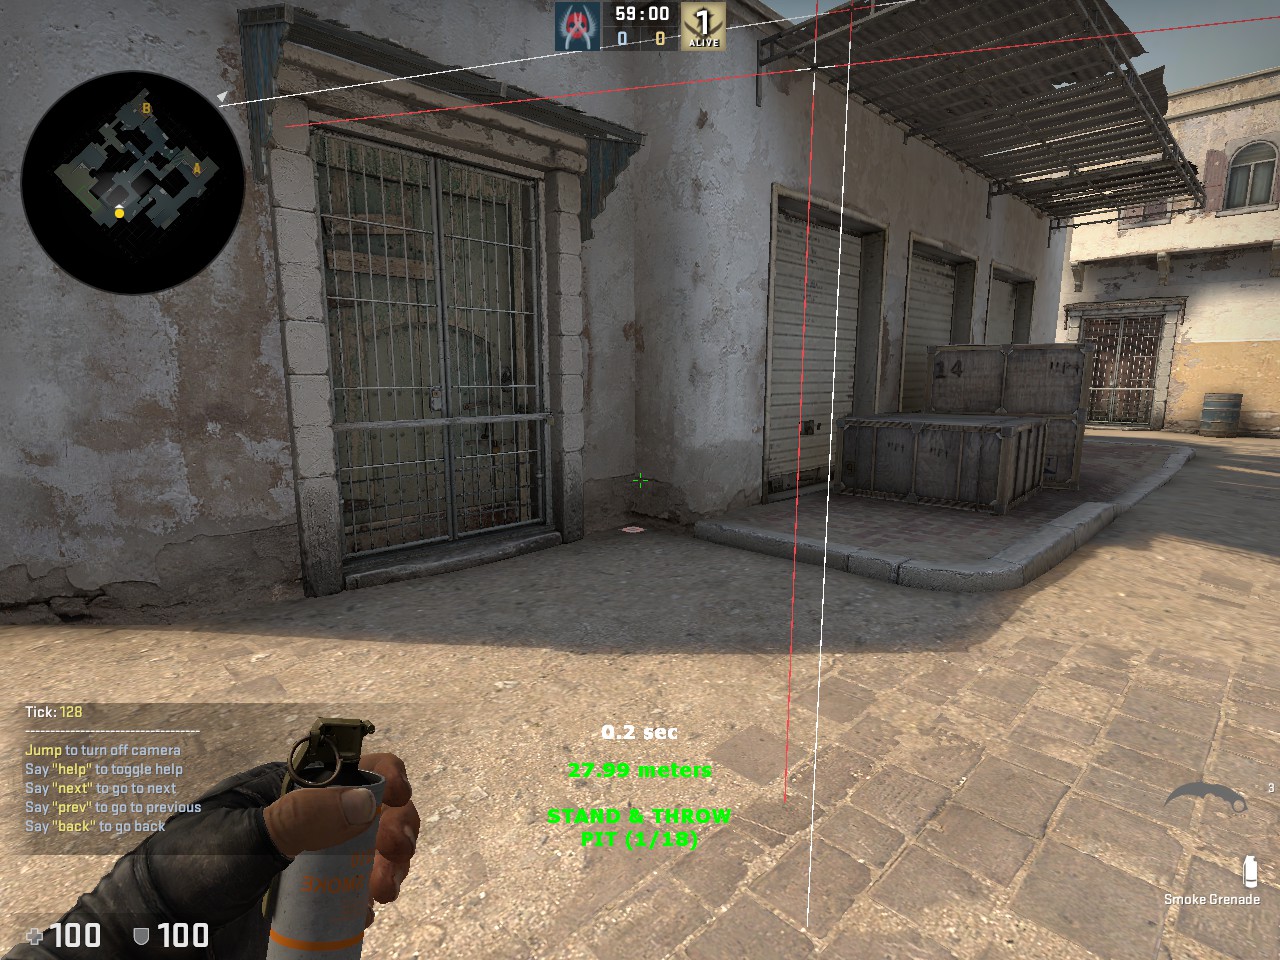 59:00
0 0
1
ALIVE
B
A
14
Tick: 128
Jump to turn off camera
Say "help" to toggle help
Say "next" to go to next
Say "prev" to go to previous
Say "back" to go back
0.2 sec
27.99 meters
STAND & THROW
PIT (1/18)
3
Smoke Grenade
100 100